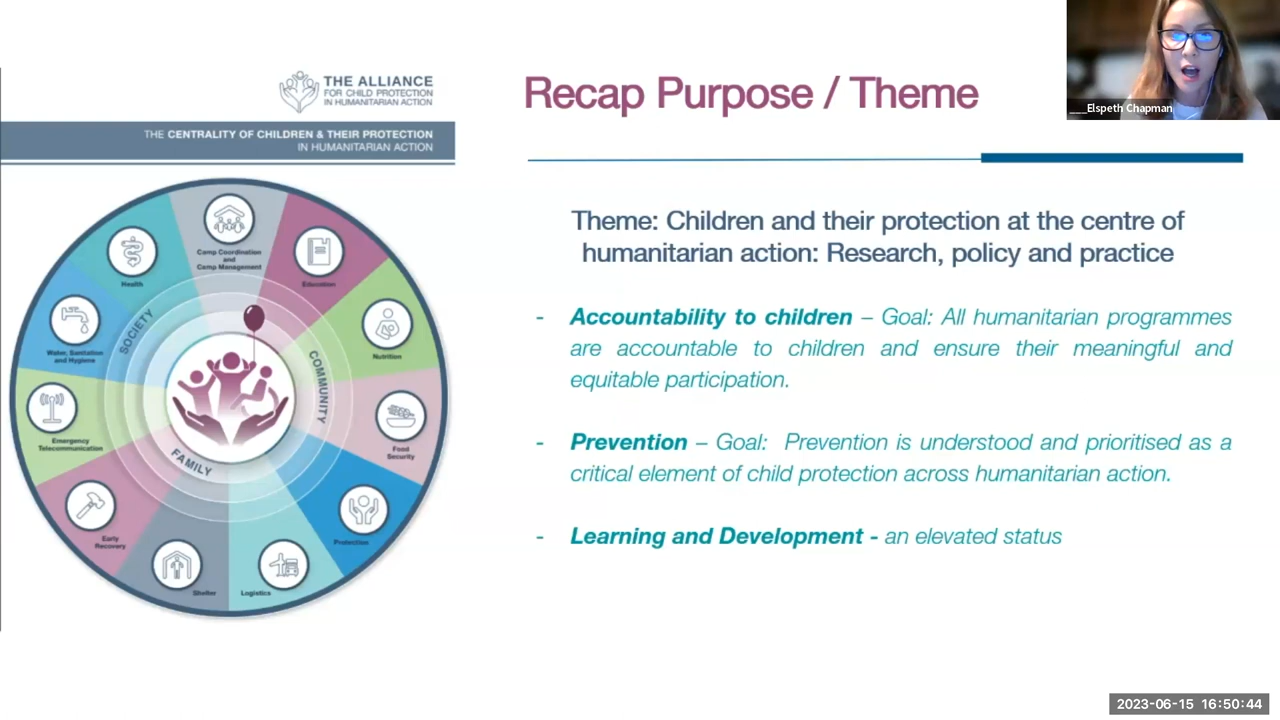 THE ALLIANCE
FOR CHILD PROTECTION
IN HUMANITARIAN ACTION
THE CENTRALITY OF CHILDREN & THEIR PROTECTION
IN HUMANITARIAN ACTION
Camp Coordination
and
Camp Management
Education
Nutrition
Food
Security
Protection
Logistics
Shelter
Early
Recovery
Emergency
Telecommunication
Water, Sanitation
and Hygiene
Health
SOCIETY
COMMUNITY
FAMILY
Recap Purpose / Theme
Theme: Children and their protection at the centre of
humanitarian action: Research, policy and practice
- Accountability to children – Goal: All humanitarian programmes
are accountable to children and ensure their meaningful and
equitable participation.
- Prevention – Goal: Prevention is understood and prioritised as a
critical element of child protection across humanitarian action.
- Learning and Development - an elevated status
___Elspeth Chapman
2023-06-15 16:50:44